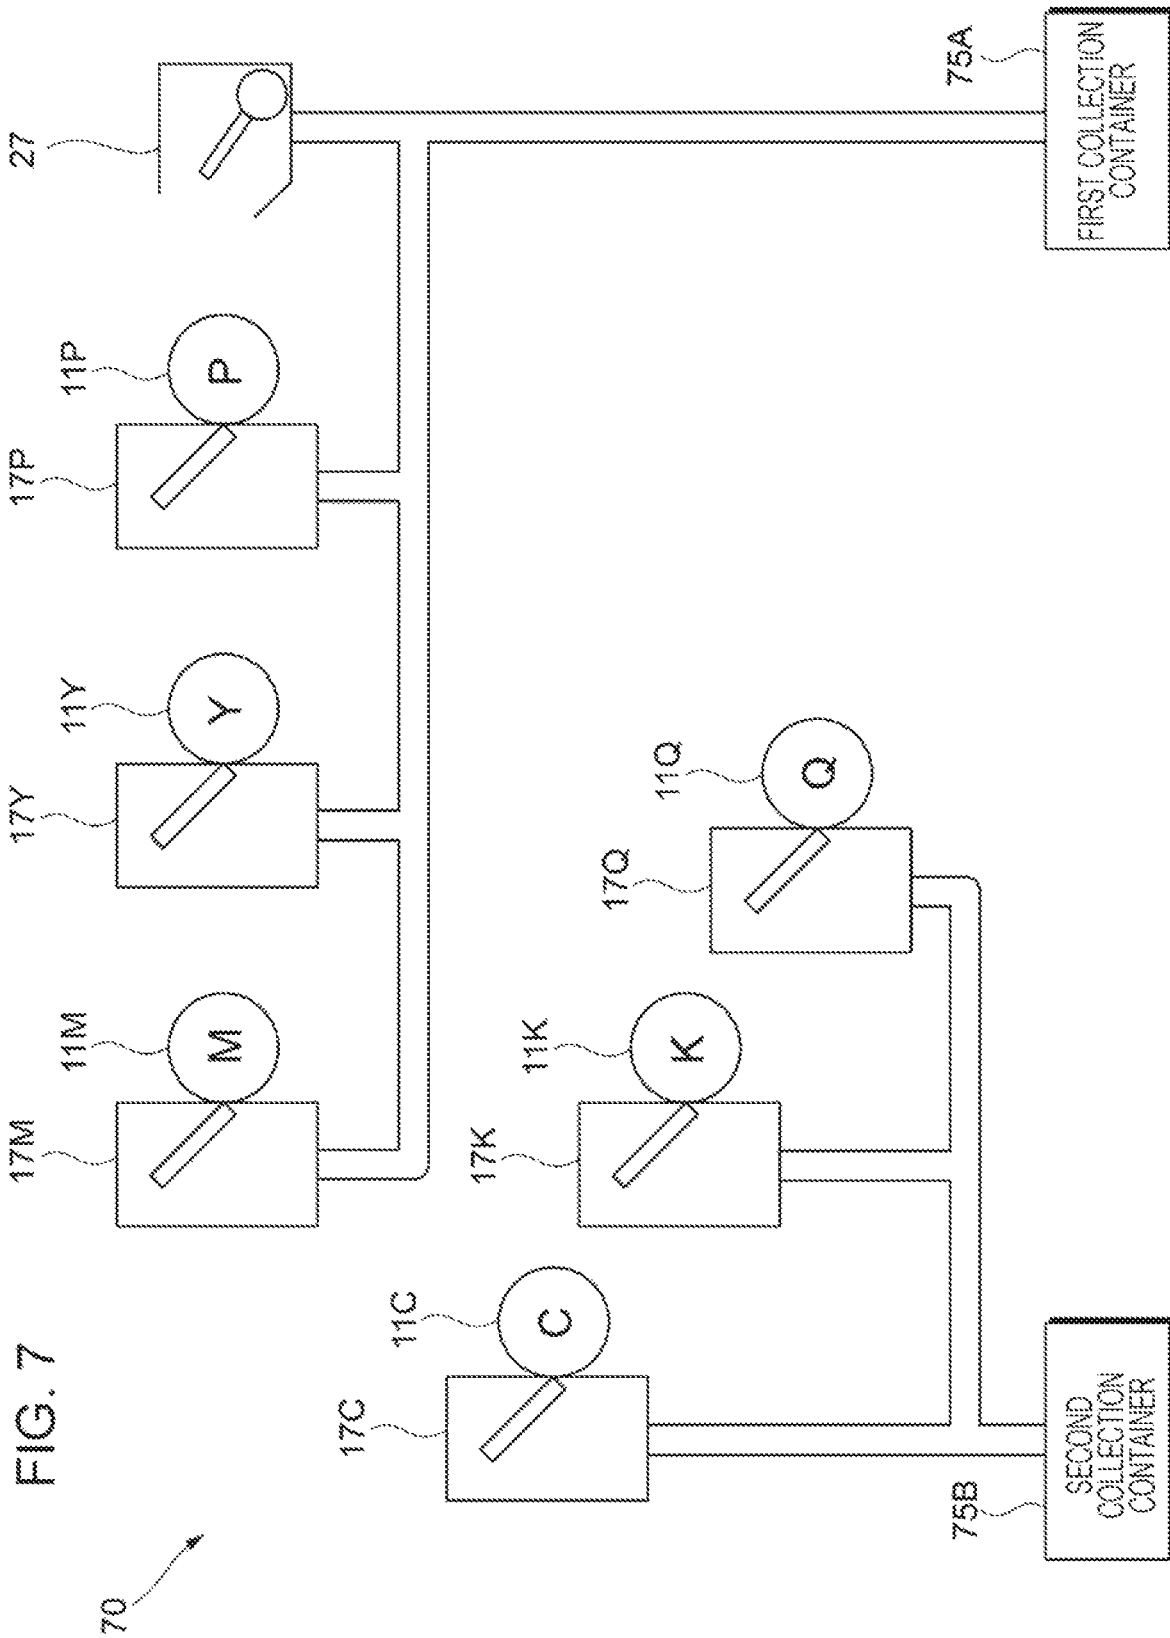 FIG. 7
70
17M
11M
M
17Y
11Y
Y
17P
11P
P
27
17C
11C
C
17K
11K
K
17Q
11Q
Q
75B
SECOND
COLLECTION
CONTAINER
75A
FIRST COLLECTION
CONTAINER